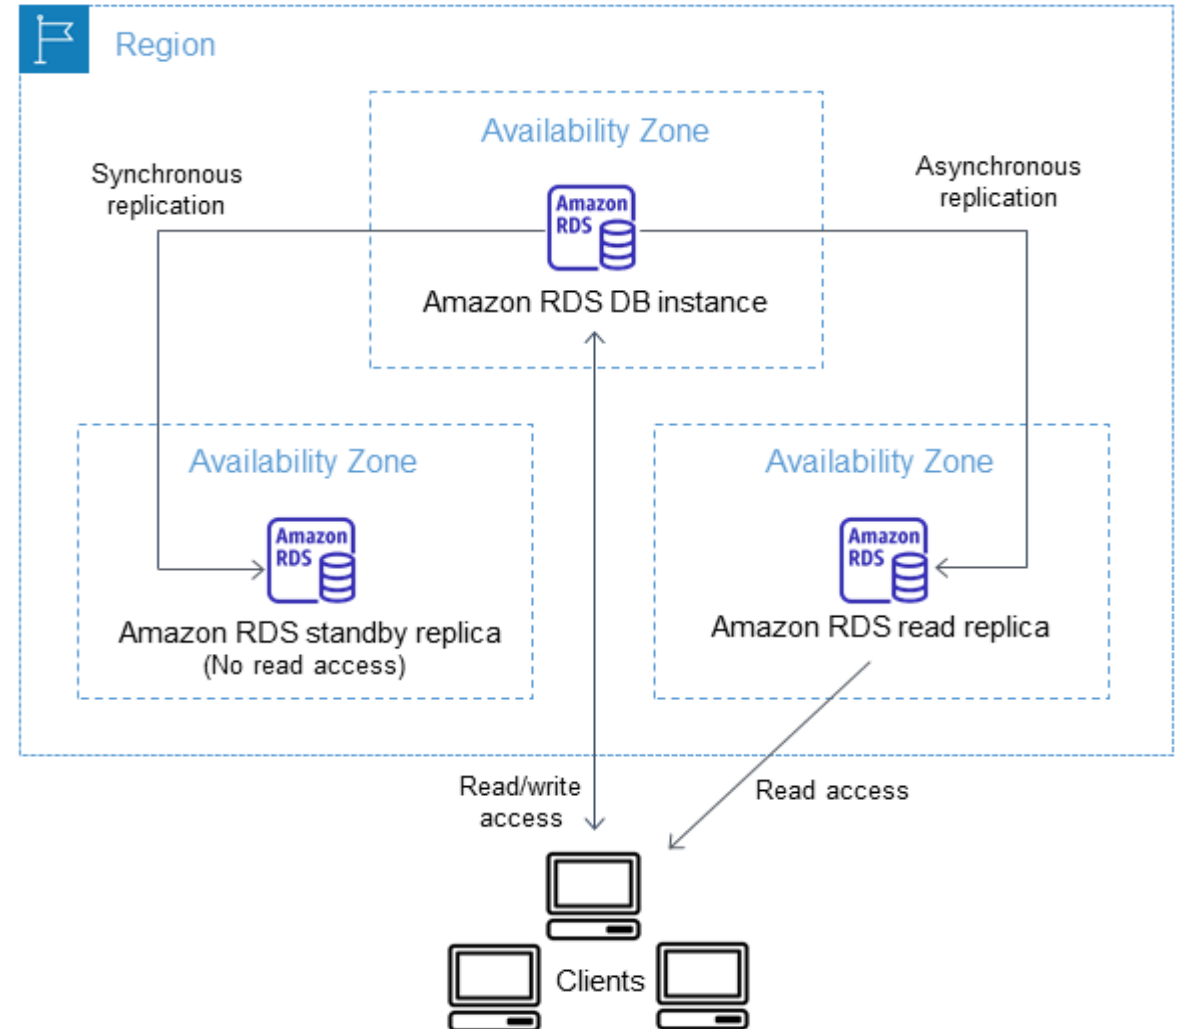 Region
Availability Zone
Synchronous
replication
Asynchronous
replication
Amazon
RDS
Amazon RDS DB instance
Availability Zone
Amazon
RDS
Amazon RDS standby replica
(No read access)
Availability Zone
Amazon
RDS
Amazon RDS read replica
Read/write
access
Read access
Clients